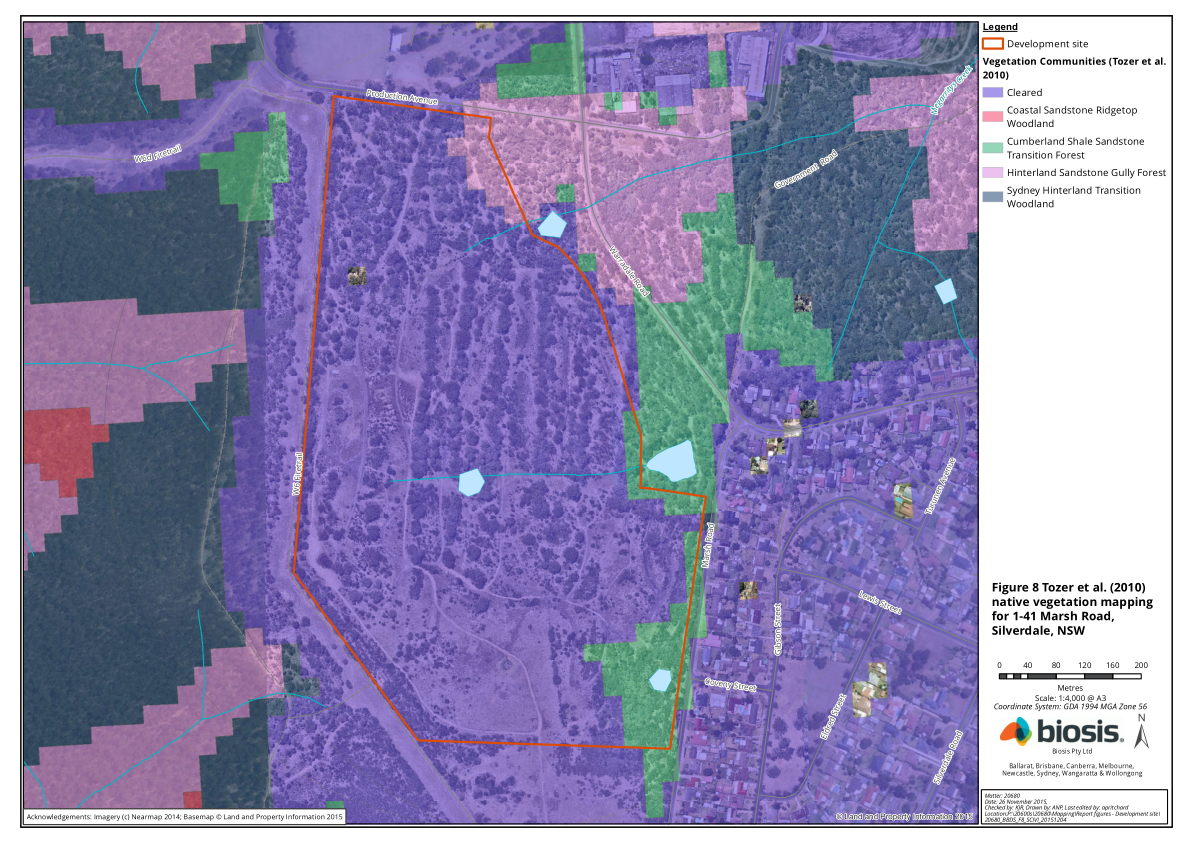 Production Avenue
W6d Firetrail
Government Road
Megarritys Creek
Warradale Road
W6 Firetrail
Marsh Road
Turunen Avenue
Lewis Street
Gibson Street
Coveny Street
Eldred Street
Silverdale Road
Acknowledgements: Imagery (c) Nearmap 2014; Basemap © Land and Property Information 2015
© Land and Property Information 2015
Legend
Development site
Vegetation Communities (Tozer et al.
2010)
Cleared
Coastal Sandstone Ridgetop
Woodland
Cumberland Shale Sandstone
Transition Forest
Hinterland Sandstone Gully Forest
Sydney Hinterland Transition
Woodland
Figure 8 Tozer et al. (2010)
native vegetation mapping
for 1-41 Marsh Road,
Silverdale, NSW
0 40 80 120 160 200
Metres
Scale: 1:4,000 @ A3
Coordinate System: GDA 1994 MGA Zone 56
N
biosis.
Biosis Pty Ltd
Ballarat, Brisbane, Canberra, Melbourne,
Newcastle, Sydney, Wangaratta & Wollongong
Matter: 20680
Date: 26 November 2015,
Checked by: KJR, Drawn by: ANP, Last edited by: apritchard
Location:P:\20600s\20680\Mapping\Report figures - Development site\
20680_BBDS_F8_SCIVI_20151204